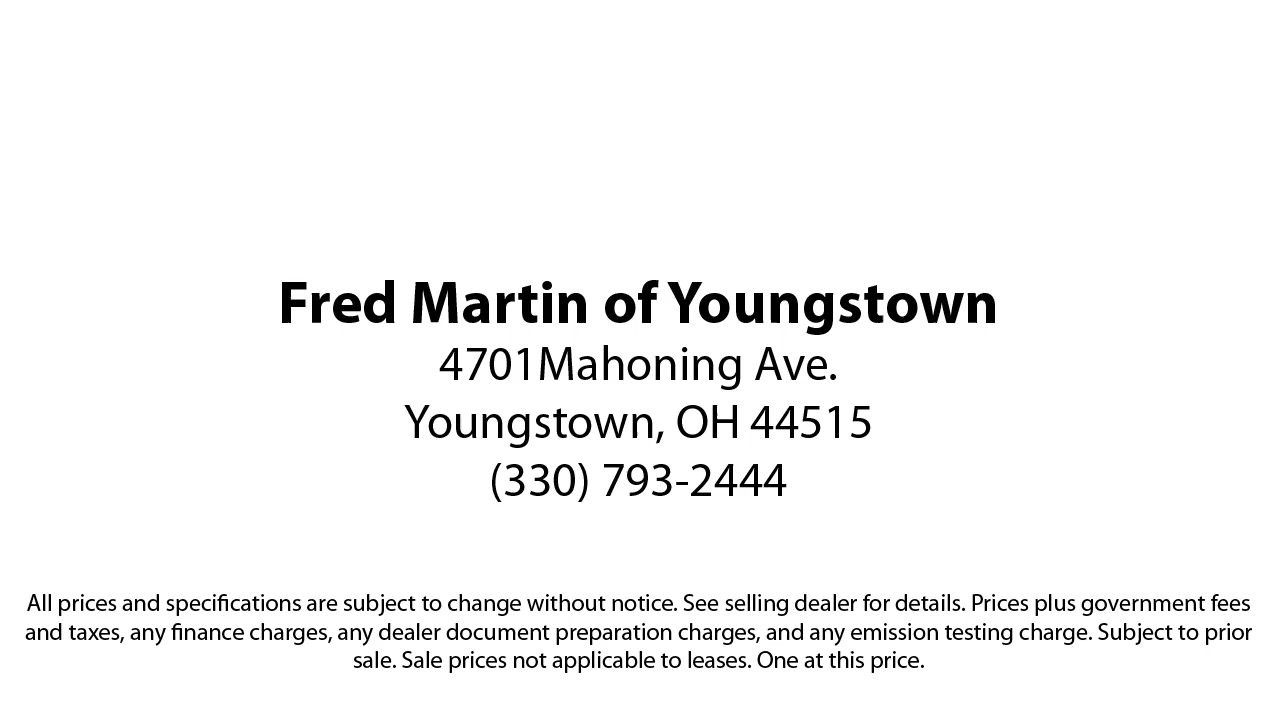 Fred Martin of Youngstown
4701Mahoning Ave.
Youngstown, OH 44515
(330) 793-2444
All prices and specifications are subject to change without notice. See selling dealer for details. Prices plus government fees
and taxes, any finance charges, any dealer document preparation charges, and any emission testing charge. Subject to prior
sale. Sale prices not applicable to leases. One at this price.